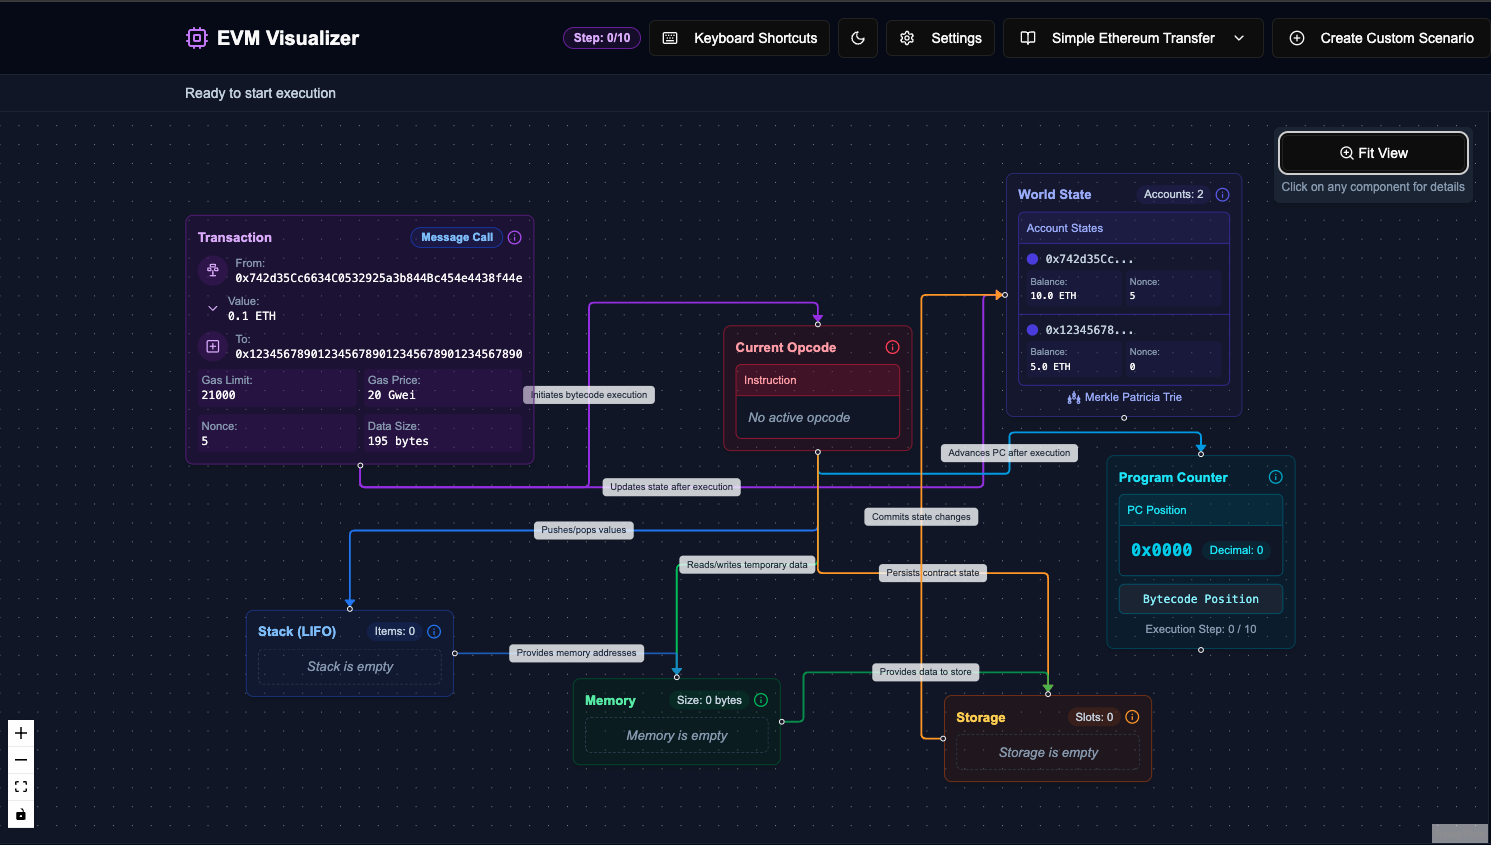 EVM Visualizer
Step: 0/10
Keyboard Shortcuts
Settings
Simple Ethereum Transfer
Create Custom Scenario
Ready to start execution
Fit View
Click on any component for details
Transaction
Message Call
From:
0x742d35Cc6634C0532925a3b844Bc454e4438f44e
Value:
0.1 ETH
To:
0x1234567890123456789012345678901234567890
Gas Limit:
21000
Gas Price:
20 Gwei
Nonce:
5
Data Size:
195 bytes
Initiates bytecode execution
Updates state after execution
Current Opcode
Instruction
No active opcode
World State
Accounts: 2
Account States
0x742d35Cc...
Balance:
10.0 ETH
Nonce:
5
0x12345678...
Balance:
5.0 ETH
Nonce:
0
Merkle Patricia Trie
Advances PC after execution
Program Counter
PC Position
0x0000
Decimal: 0
Bytecode Position
Execution Step: 0 / 10
Commits state changes
Pushes/pops values
Reads/writes temporary data
Persists contract state
Stack (LIFO)
Items: 0
Stack is empty
Provides memory addresses
Memory
Size: 0 bytes
Memory is empty
Provides data to store
Storage
Slots: 0
Storage is empty